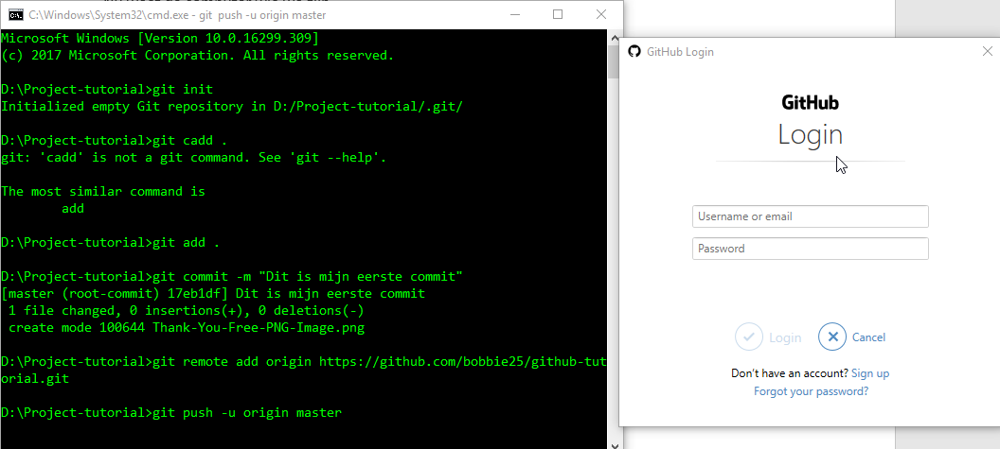 C:\Windows\System32\cmd.exe - git  push -u origin master
Microsoft Windows [Version 10.0.16299.309]
(c) 2017 Microsoft Corporation. All rights reserved.
D:\Project-tutorial>git init
Initialized empty Git repository in D:/Project-tutorial/.git/
D:\Project-tutorial>git cadd .
git: 'cadd' is not a git command. See 'git --help'.
The most similar command is
        add
D:\Project-tutorial>git add .
D:\Project-tutorial>git commit -m "Dit is mijn eerste commit"
[master (root-commit) 17eb1df] Dit is mijn eerste commit
 1 file changed, 0 insertions(+), 0 deletions(-)
 create mode 100644 Thank-You-Free-PNG-Image.png
D:\Project-tutorial>git remote add origin https://github.com/bobbie25/github-tut
orial.git
D:\Project-tutorial>git push -u origin master
GitHub Login
GitHub
Login
Username or email
Password
Login
Cancel
Don't have an account? Sign up
Forgot your password?